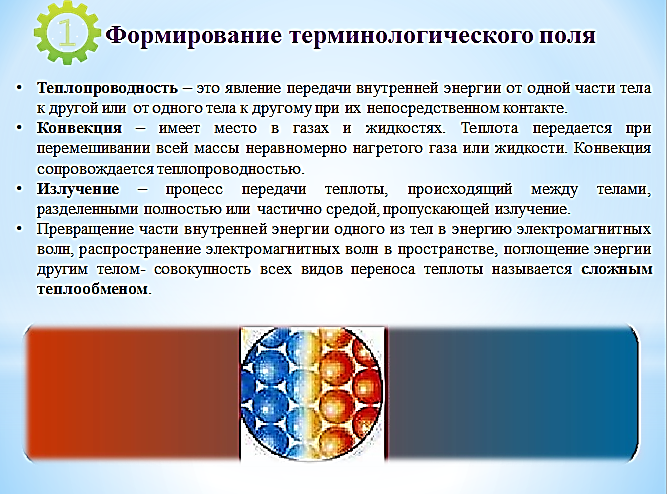 1
Формирование терминологического поля
• Теплопроводность – это явление передачи внутренней энергии от одной части тела
к другой или от одного тела к другому при их непосредственном контакте.
• Конвекция – имеет место в газах и жидкостях. Теплота передается при
перемешивании всей массы неравномерно нагретого газа или жидкости. Конвекция
сопровождается теплопроводностью.
• Излучение – процесс передачи теплоты, происходящий между телами,
разделенными полностью или частично средой, пропускающей излучение.
• Превращение части внутренней энергии одного из тел в энергию электромагнитных
волн, распространение электромагнитных волн в пространстве, поглощение энергии
другим телом- совокупность всех видов переноса теплоты называется сложным
теплообменом.